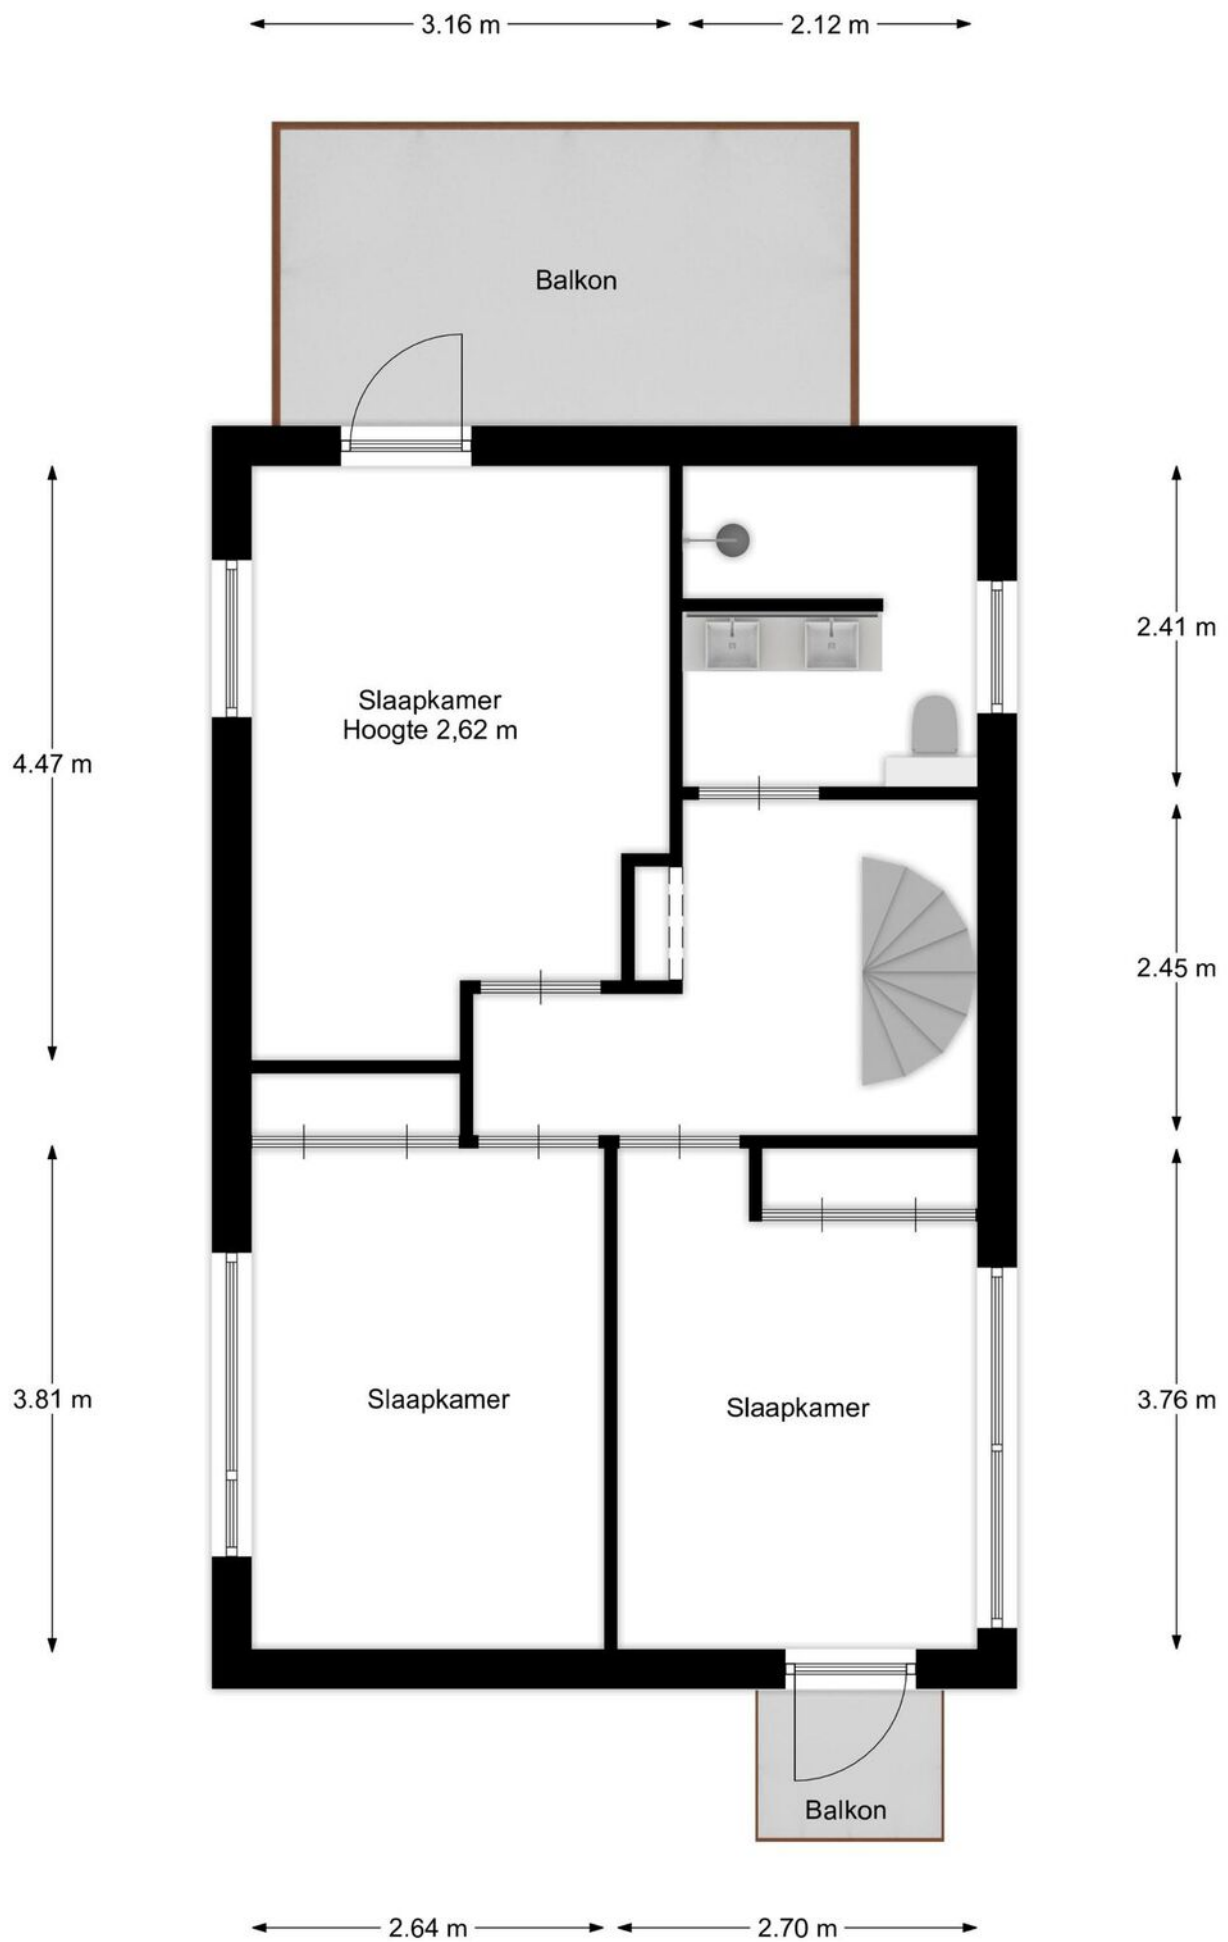 3.16 m
2.12 m
Balkon
Slaapkamer
Hoogte 2,62 m
2.41 m
4.47 m
2.45 m
3.81 m
Slaapkamer
Slaapkamer
3.76 m
Balkon
2.64 m
2.70 m